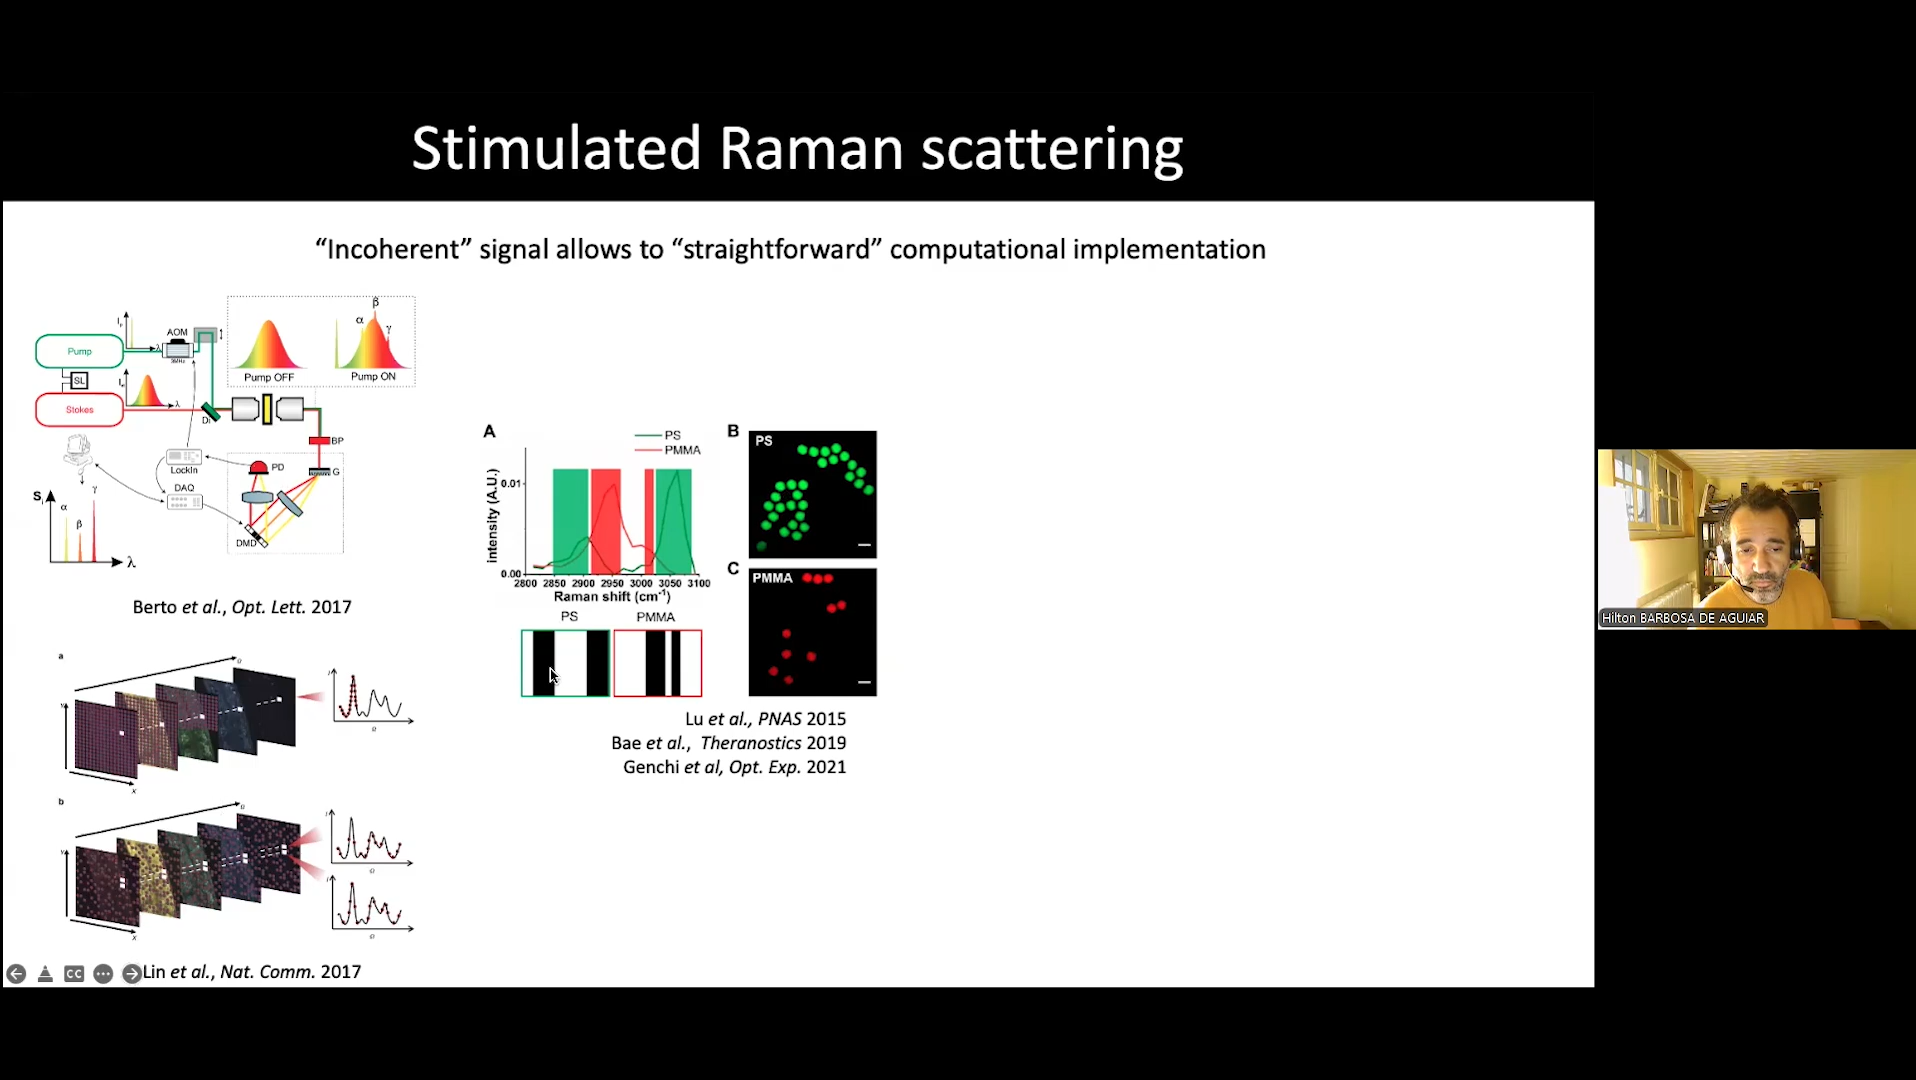 Stimulated Raman scattering
“Incoherent” signal allows to “straightforward” computational implementation
β
α
γ
Pump OFF
Pump ON
AOM
3MHz
λ
Pump
SL
λ
Stokes
Di
BP
G
PD
LockIn
DAQ
DMD
S
γ
α
β
λ
Berto et al., Opt. Lett. 2017
a
Ω
I
y
x
Ω
b
Ω
I
y
x
Ω
I
Ω
Lin et al., Nat. Comm. 2017
CC
A
PS
PMMA
intensity (A.U.)
0.01
0.00
2800 2850 2900 2950 3000 3050 3100
Raman shift (cm-1)
PS
PMMA
B
PS
C
PMMA
Lu et al., PNAS 2015
Bae et al., Theranostics 2019
Genchi et al, Opt. Exp. 2021
Hilton BARBOSA DE AGUIAR